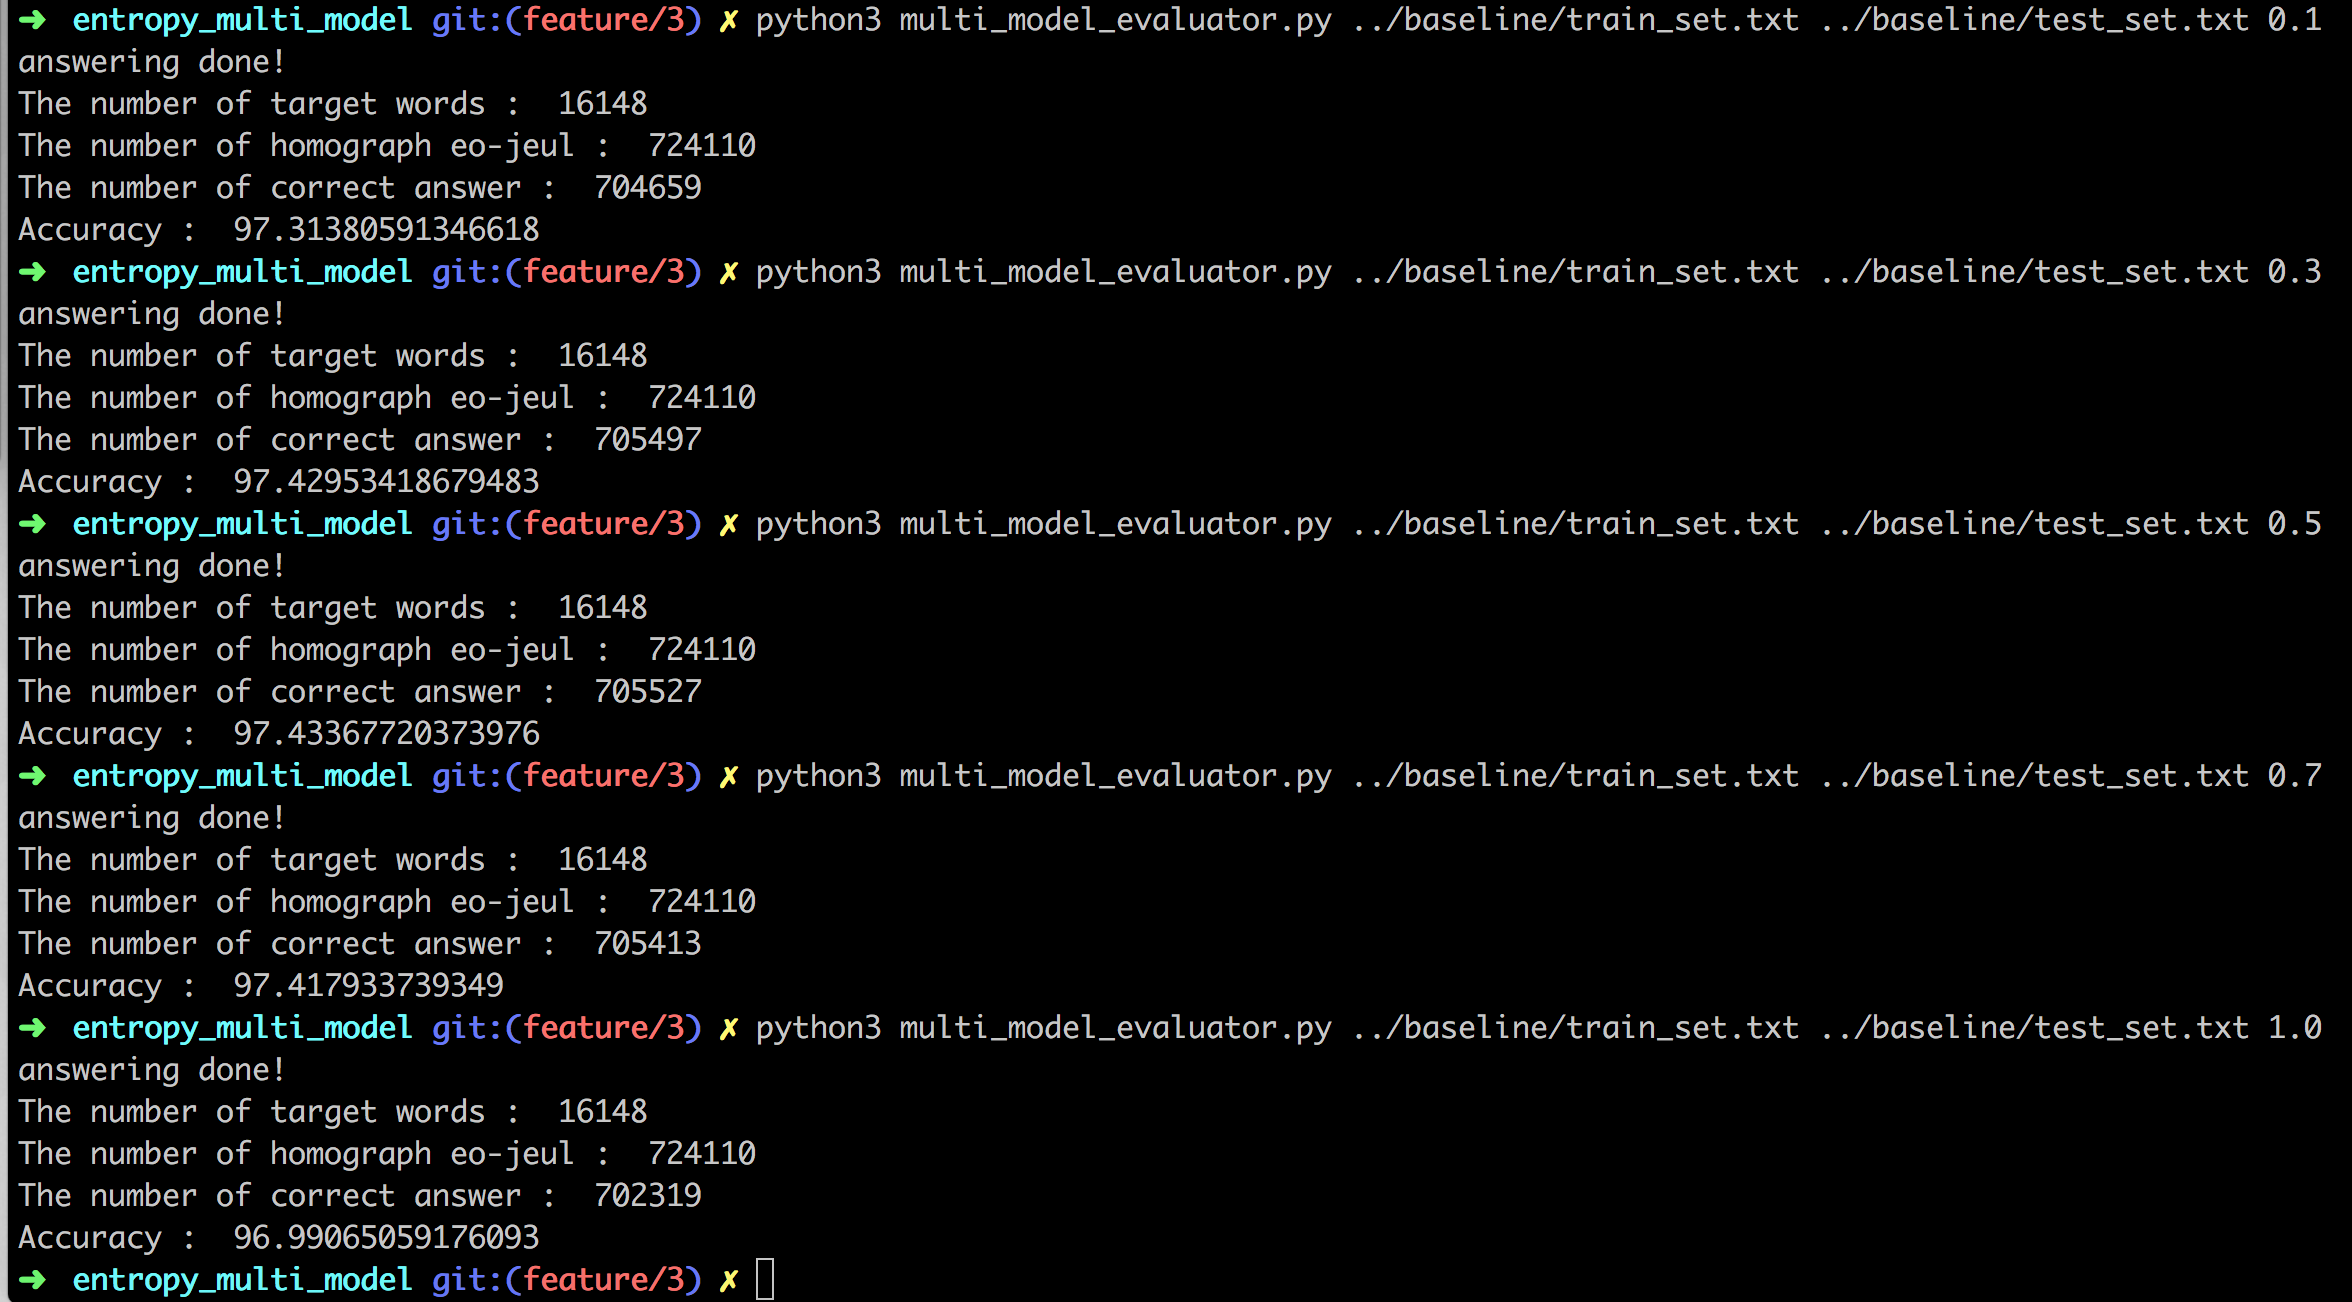 ➜  entropy_multi_model git:(feature/3) ✗ python3 multi_model_evaluator.py ../baseline/train_set.txt ../baseline/test_set.txt 0.1
answering done!
The number of target words :  16148
The number of homograph eo-jeul :  724110
The number of correct answer :  704659
Accuracy :  97.31380591346618
➜  entropy_multi_model git:(feature/3) ✗ python3 multi_model_evaluator.py ../baseline/train_set.txt ../baseline/test_set.txt 0.3
answering done!
The number of target words :  16148
The number of homograph eo-jeul :  724110
The number of correct answer :  705497
Accuracy :  97.42953418679483
➜  entropy_multi_model git:(feature/3) ✗ python3 multi_model_evaluator.py ../baseline/train_set.txt ../baseline/test_set.txt 0.5
answering done!
The number of target words :  16148
The number of homograph eo-jeul :  724110
The number of correct answer :  705527
Accuracy :  97.43367720373976
➜  entropy_multi_model git:(feature/3) ✗ python3 multi_model_evaluator.py ../baseline/train_set.txt ../baseline/test_set.txt 0.7
answering done!
The number of target words :  16148
The number of homograph eo-jeul :  724110
The number of correct answer :  705413
Accuracy :  97.417933739349
➜  entropy_multi_model git:(feature/3) ✗ python3 multi_model_evaluator.py ../baseline/train_set.txt ../baseline/test_set.txt 1.0
answering done!
The number of target words :  16148
The number of homograph eo-jeul :  724110
The number of correct answer :  702319
Accuracy :  96.99065059176093
➜  entropy_multi_model git:(feature/3) ✗